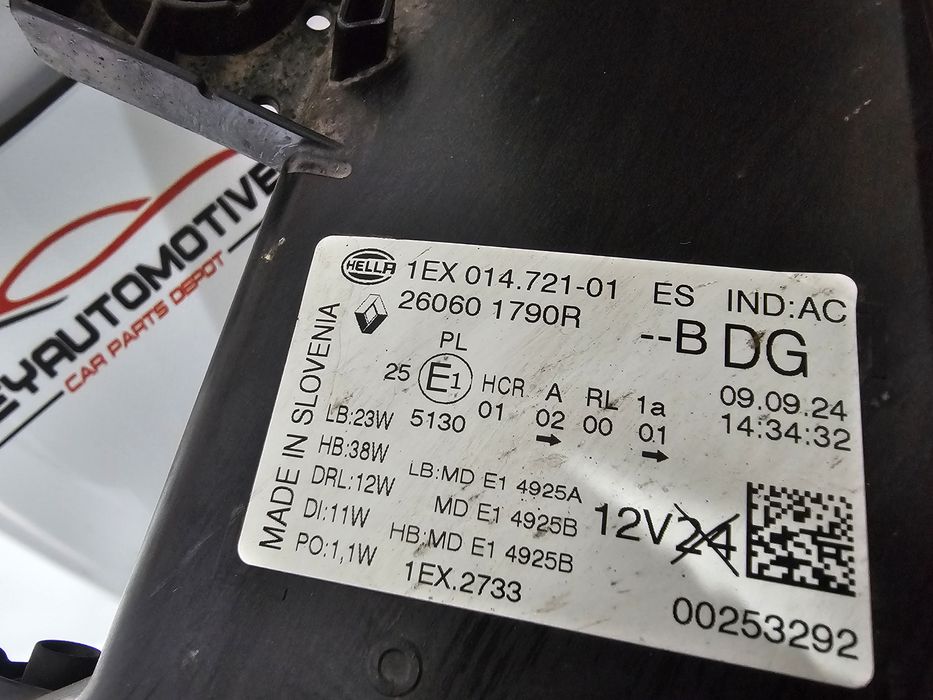 EYAUTOMOTIVE
CAR PARTS DEPOT
HELLA 1EX 014.721-01 ES IND:AC
26060 1790R --B DG
MADE IN SLOVENIA
PL
25 E1 HCR A RL 1a 09.09.24
5130 01 02 00 01 14:34:32
LB:23W
HB:38W
DRL:12W
DI:11W
PO:1,1W
LB:MD E1 4925A
MD E1 4925B
HB:MD E1 4925B
12V24
1EX.2733
00253292